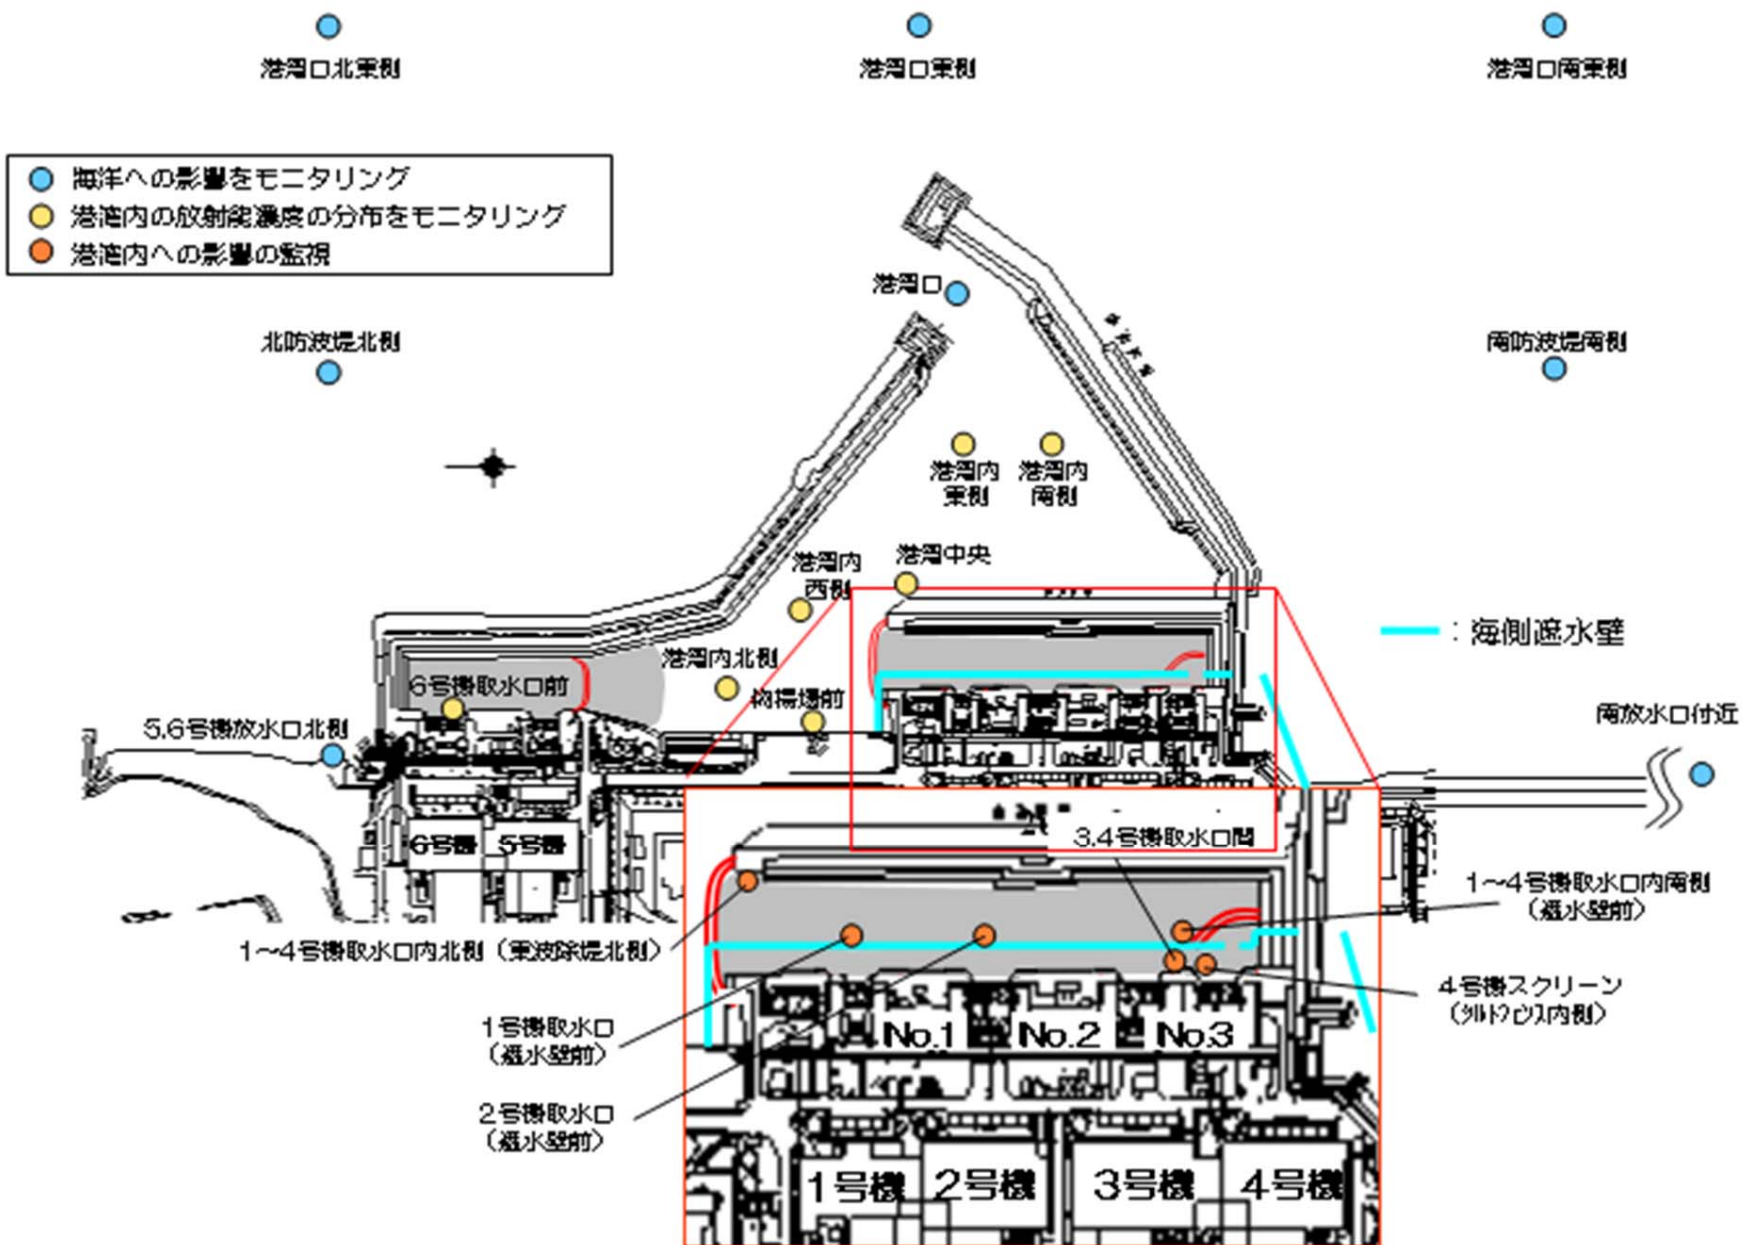 港湾口北東側
港湾口東側
港湾口南東側
海洋への影響をモニタリング
港湾内の放射能濃度の分布をモニタリング
港湾内への影響の監視
港湾口
北防波堤北側
南防波堤南側
港湾内
東側
港湾内
南側
港湾内
西側
港湾中央
：海側遮水壁
港湾内北側
6号機取水口前
物揚場前
5,6号機放水口北側
南放水口付近
6号機
5号機
3,4号機取水口間
1〜4号機取水口内南側
（遮水壁前）
1〜4号機取水口内北側（東波除堤北側）
4号機スクリーン
（シルトフェンス内側）
1号機取水口
（遮水壁前）
No.1
No.2
No.3
2号機取水口
（遮水壁前）
1号機
2号機
3号機
4号機